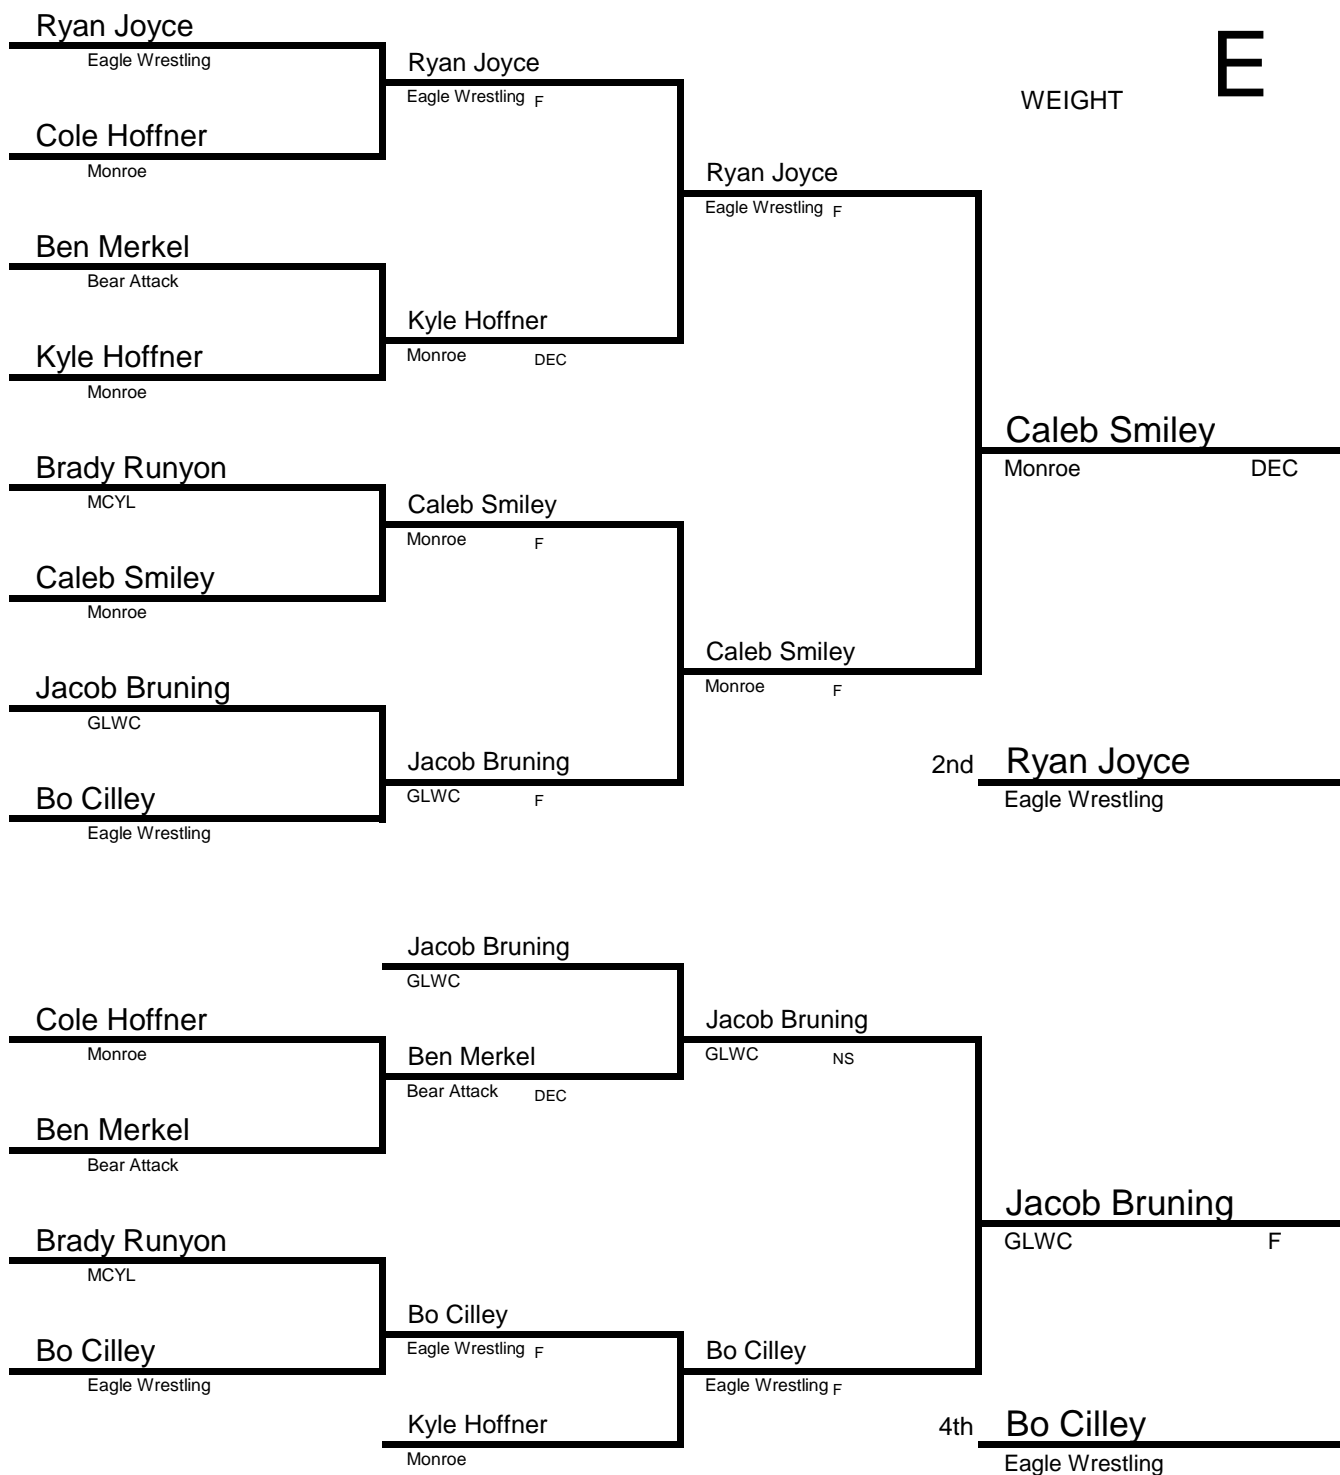 Ryan Joyce
Eagle Wrestling
Ryan Joyce
Eagle Wrestling F
E
WEIGHT
Cole Hoffner
Monroe
Ryan Joyce
Eagle Wrestling F
Ben Merkel
Bear Attack
Kyle Hoffner
Monroe DEC
Kyle Hoffner
Monroe
Caleb Smiley
Monroe DEC
Brady Runyon
MCYL
Caleb Smiley
Monroe F
Caleb Smiley
Monroe
Caleb Smiley
Monroe F
Jacob Bruning
GLWC
Jacob Bruning
GLWC F
2nd Ryan Joyce
Eagle Wrestling
Bo Cilley
Eagle Wrestling
Jacob Bruning
GLWC
Cole Hoffner
Monroe
Jacob Bruning
GLWC NS
Ben Merkel
Bear Attack DEC
Ben Merkel
Bear Attack
Jacob Bruning
GLWC F
Brady Runyon
MCYL
Bo Cilley
Eagle Wrestling F
Bo Cilley
Eagle Wrestling
Bo Cilley
Eagle Wrestling F
Kyle Hoffner
Monroe
4th Bo Cilley
Eagle Wrestling